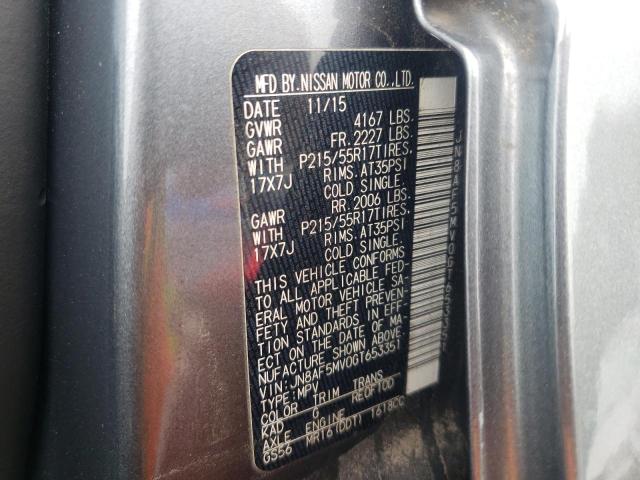 MFD BY.NISSAN MOTOR CO.,LTD.
DATE 11/15
GVWR 4167 LBS.
GAWR FR.2227 LBS.
WITH P215/55R17TIRES,
17X7J RIMS.AT35PSI
COLD SINGLE.
GAWR RR.2006 LBS.
WITH P215/55R17TIRES,
17X7J RIMS.AT35PSI
COLD SINGLE.
THIS VEHICLE CONFORMS
TO ALL APPLICABLE FED-
ERAL MOTOR VEHICLE SA-
FETY AND THEFT PREVEN-
TION STANDARDS IN EFF-
ECT ON THE DATE OF MA-
NUFACTURE SHOWN ABOVE.
VIN:JN8AF5MV0GT653351
TYPE:MPV
COLOR TRIM TRANS
KAD G RE0F10D
AXLE ENGINE
GS56 MR16(DDT) 1618CC